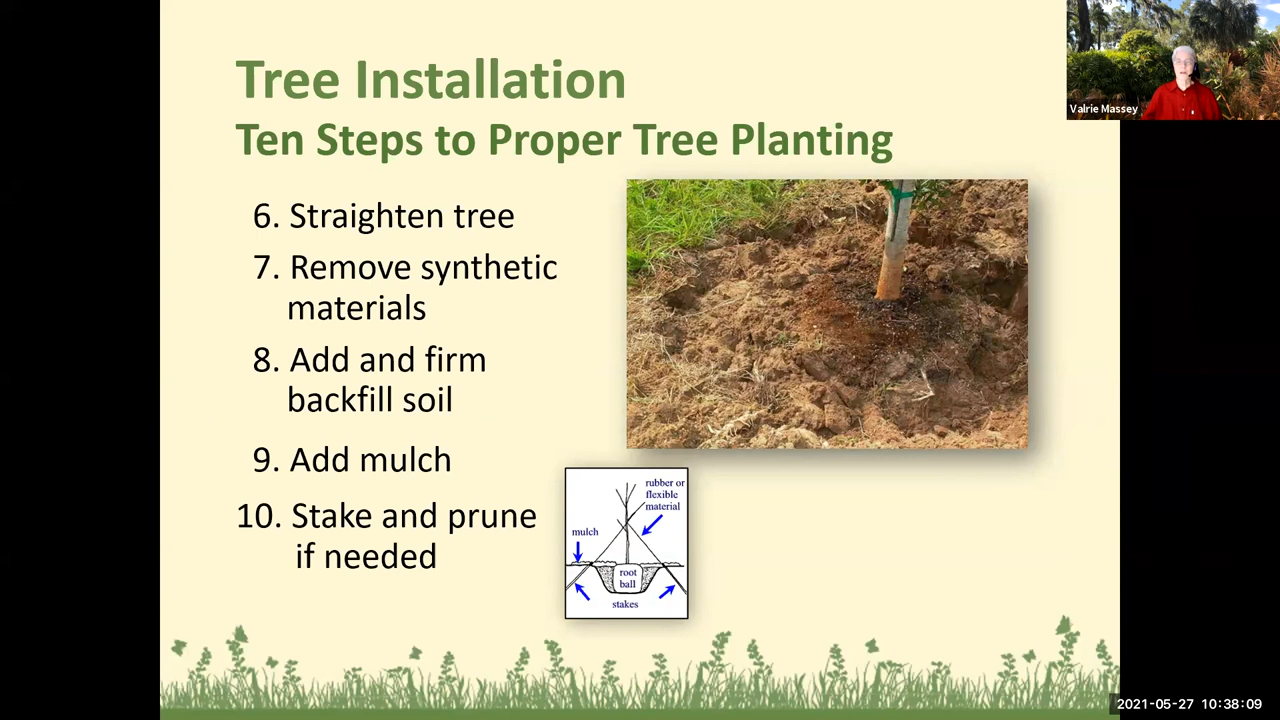 Tree Installation
Ten Steps to Proper Tree Planting
6. Straighten tree
7. Remove synthetic
materials
8. Add and firm
backfill soil
9. Add mulch
10. Stake and prune
if needed
rubber or
flexible
material
mulch
root
ball
stakes
Valrie Massey
2021-05-27 10:38:09